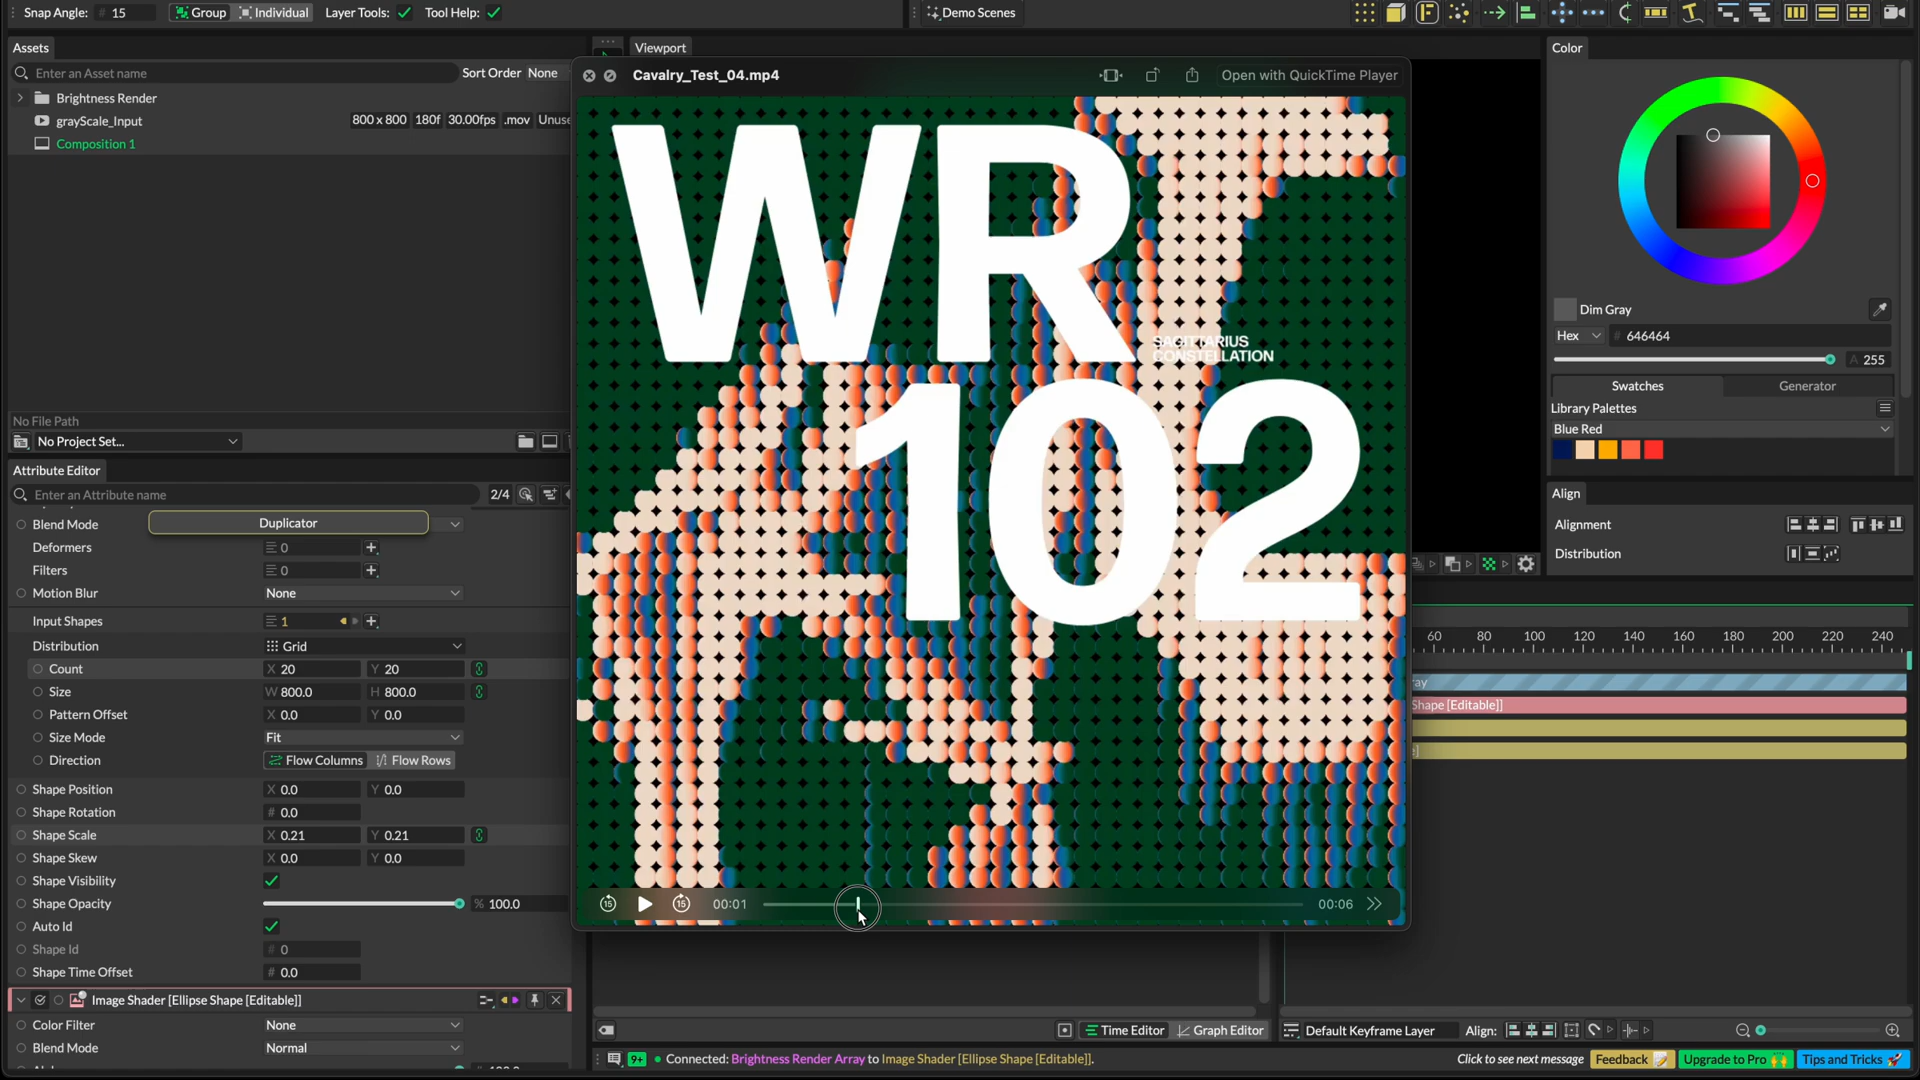 Snap Angle: # 15 Group Individual Layer Tools: Tool Help: Demo Scenes
Assets
Enter an Asset name Sort Order None
Brightness Render
grayScale_Input 800 x 800 180f 30.00fps .mov Unuse
Composition 1
No File Path
No Project Set...
Attribute Editor
Enter an Attribute name 2/4
Blend Mode Duplicator
Deformers 0
Filters 0
Motion Blur None
Input Shapes 1
Distribution Grid
Count X 20 Y 20
Size W 800.0 H 800.0
Pattern Offset X 0.0 Y 0.0
Size Mode Fit
Direction Flow Columns Flow Rows
Shape Position X 0.0 Y 0.0
Shape Rotation # 0.0
Shape Scale X 0.21 Y 0.21
Shape Skew X 0.0 Y 0.0
Shape Visibility
Shape Opacity % 100.0
Auto Id
Shape Id # 0
Shape Time Offset # 0.0
Image Shader [Ellipse Shape [Editable]]
Color Filter None
Blend Mode Normal
Viewport
Cavalry_Test_04.mp4 Open with QuickTime Player
WR
SAGITTARIUS
CONSTELLATION
102
15 15 00:01 00:06
Color
Dim Gray
Hex # 646464
A 255
Swatches Generator
Library Palettes
Blue Red
Align
Alignment
Distribution
60 80 100 120 140 160 180 200 220 240
ay
Shape [Editable]]
Time Editor Graph Editor Default Keyframe Layer Align:
9+ Connected: Brightness Render Array to Image Shader [Ellipse Shape [Editable]]. Click to see next message Feedback Upgrade to Pro Tips and Tricks